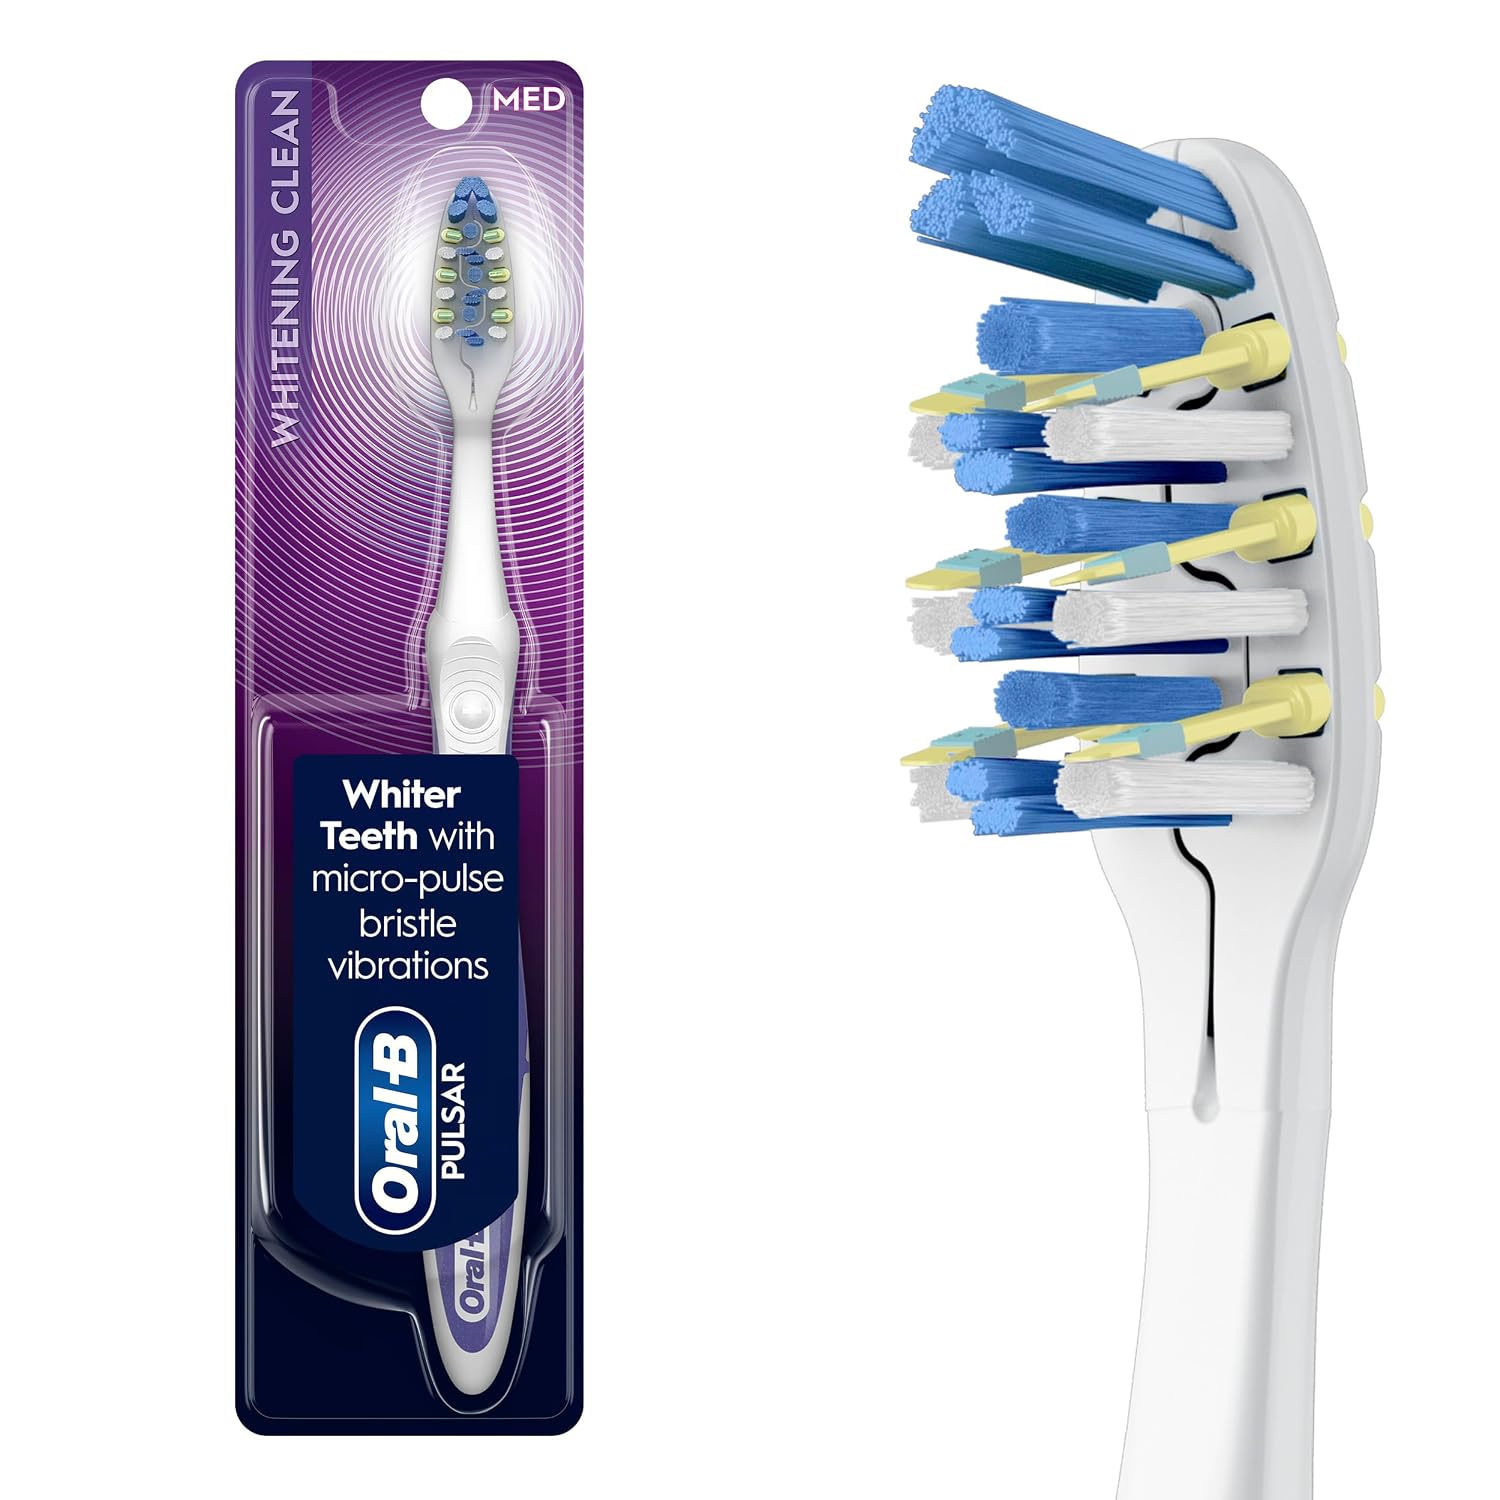 WHITENING CLEAN
MED
Whiter
Teeth with
micro-pulse
bristle
vibrations
Oral-B
PULSAR
Oral-B